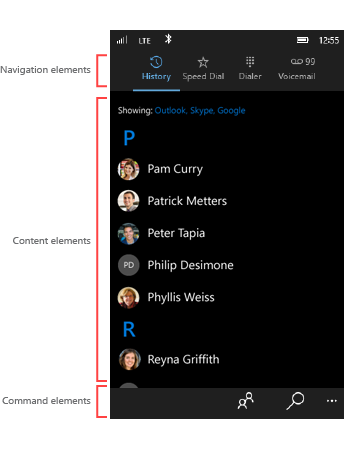 LTE 12:55
Navigation elements
99
History Speed Dial Dialer Voicemail
Showing: Outlook, Skype, Google
P
Pam Curry
Patrick Metters
Peter Tapia
Content elements
PD Philip Desimone
Phyllis Weiss
R
Reyna Griffith
Command elements